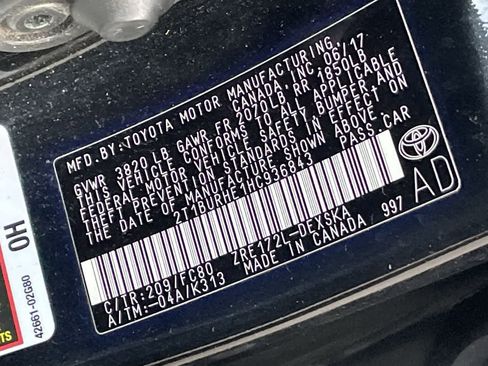 MFD. BY: TOYOTA MOTOR MANUFACTURING
CANADA, INC. 06/17
GVWR 3820 LB GAWR FR 2070LB RR 1850LB
THIS VEHICLE CONFORMS TO ALL APPLICABLE
FEDERAL MOTOR VEHICLE SAFETY, BUMPER AND
THEFT PREVENTION STANDARDS IN EFFECT ON
THE DATE OF MANUFACTURE SHOWN ABOVE.
2T1BURHE1HC936843 PASS. CAR
AD
C/TR: 209/FC80 ZRE172L-DEXSKA 997
A/TM: -04A/K313 MADE IN CANADA
OH
42661-02G80